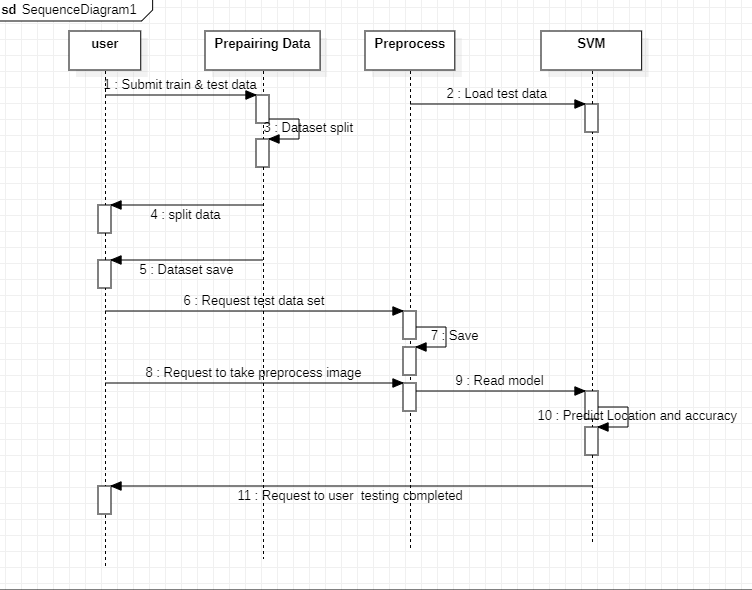 sd SequenceDiagram1
user
Prepairing Data
Preprocess
SVM
1 : Submit train & test data
2 : Load test data
3 : Dataset split
4 : split data
5 : Dataset save
6 : Request test data set
7 : Save
8 : Request to take preprocess image
9 : Read model
10 : Predict Location and accuracy
11 : Request to user  testing completed